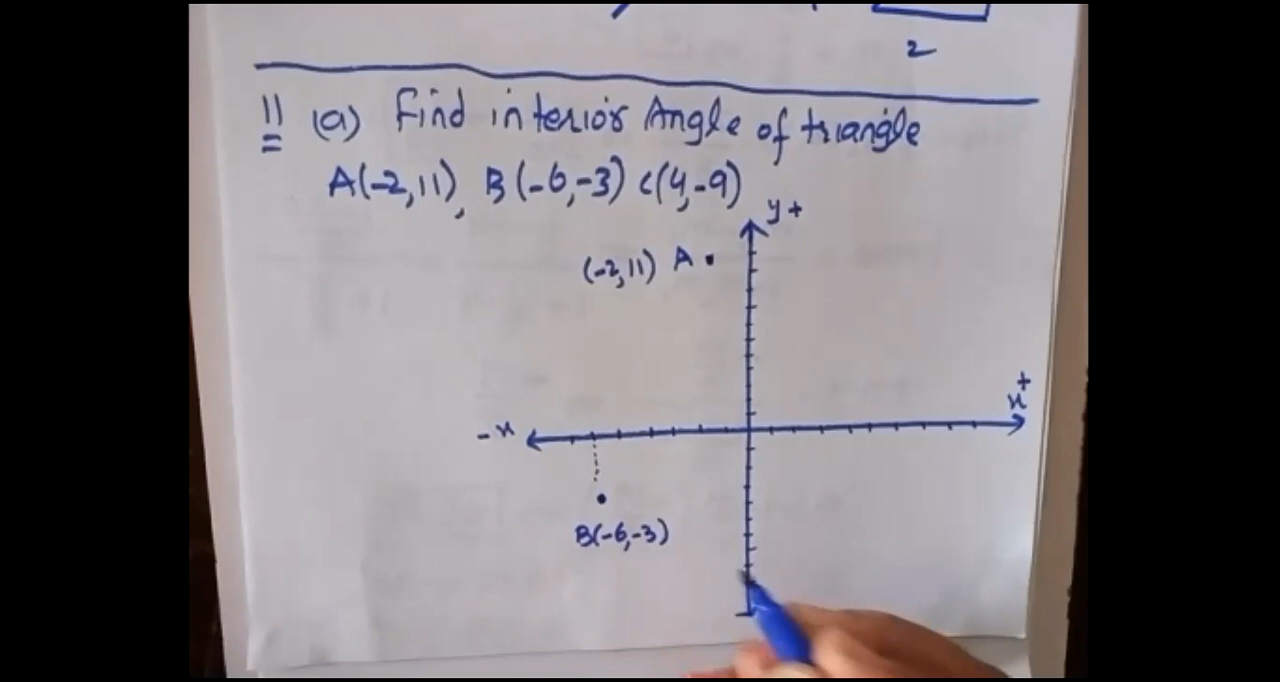 2
11 (a) Find interior Angle of triangle
A(-2,11), B(-6,-3) C(4,-9)
y+
(-2,11) A
x+
-x
B(-6,-3)